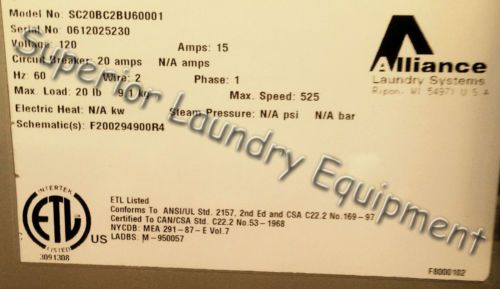 Model No: SC20BC2BU60001
Serial No: 0612025230
Voltage: 120 Amps: 15
Circuit Breaker: 20 amps N/A amps
Hz: 60 Wire: 2 Phase: 1
Max. Load: 20 lb 9.1 kg Max. Speed: 525
Electric Heat: N/A kw Steam Pressure: N/A psi N/A bar
Schematic(s): F200294900R4
Alliance
Laundry Systems
Ripon, WI 54971 U S A
Superior Laundry Equipment
INTERTEK
ETL
LISTED
US
3091308
ETL Listed
Conforms To ANSI/UL Std. 2157, 2nd Ed and CSA C22.2 No.169-97
Certified To CAN/CSA Std. C22.2 No.53-1968
NYCDB: MEA 291-87-E Vol.7
LADBS: M-950057
F8000102